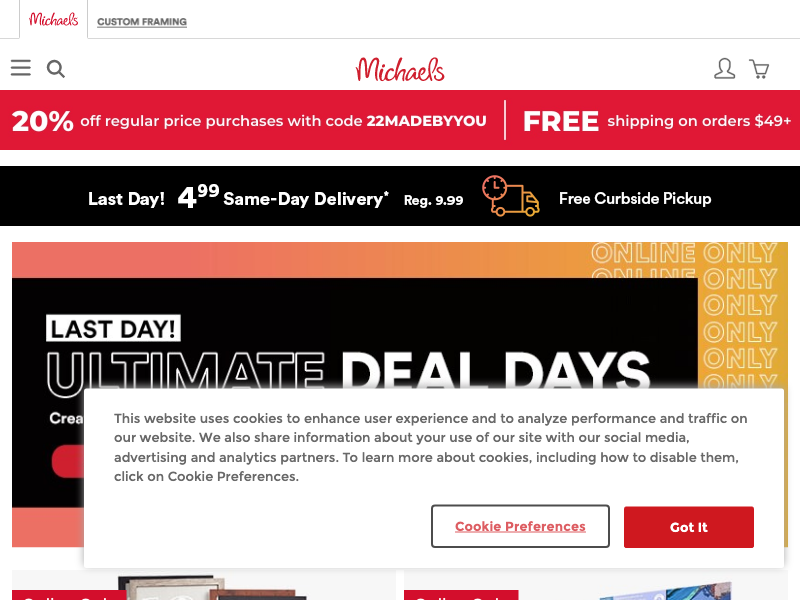 Michaels
CUSTOM FRAMING
Michaels
20% off regular price purchases with code 22MADEBYYOU
FREE shipping on orders $49+
Last Day! 4.99 Same-Day Delivery* Reg. 9.99
Free Curbside Pickup
ONLINE ONLY
ONLINE ONLY
ONLY
ONLY
ONLY
ONLY
LAST DAY!
ULTIMATE DEAL DAYS
This website uses cookies to enhance user experience and to analyze performance and traffic on
our website. We also share information about your use of our site with our social media,
advertising and analytics partners. To learn more about cookies, including how to disable them,
click on Cookie Preferences.
Cookie Preferences
Got It